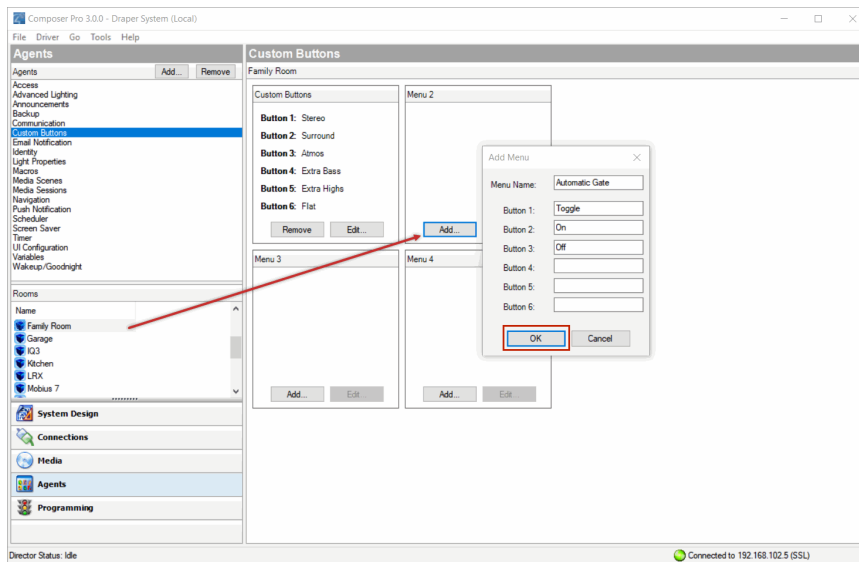 Composer Pro 3.0.0 - Draper System (Local)
File Driver Go Tools Help
Agents
Agents Add... Remove
Access
Advanced Lighting
Announcements
Backup
Communication
Custom Buttons
Email Notification
Identity
Light Properties
Macros
Media Scenes
Media Sessions
Navigation
Push Notification
Scheduler
Screen Saver
Timer
UI Configuration
Variables
Wakeup/Goodnight
Rooms
Name
Family Room
Garage
IQ3
Kitchen
LRX
Mobius 7
System Design
Connections
Media
Agents
Programming
Custom Buttons
Family Room
Custom Buttons
Button 1: Stereo
Button 2: Surround
Button 3: Atmos
Button 4: Extra Bass
Button 5: Extra Highs
Button 6: Flat
Remove Edit...
Menu 2
Add...
Menu 3
Add... Edit...
Menu 4
Add... Edit...
Add Menu
Menu Name: Automatic Gate
Button 1: Toggle
Button 2: On
Button 3: Off
Button 4:
Button 5:
Button 6:
OK Cancel
Director Status: Idle
Connected to 192.168.102.5 (SSL)